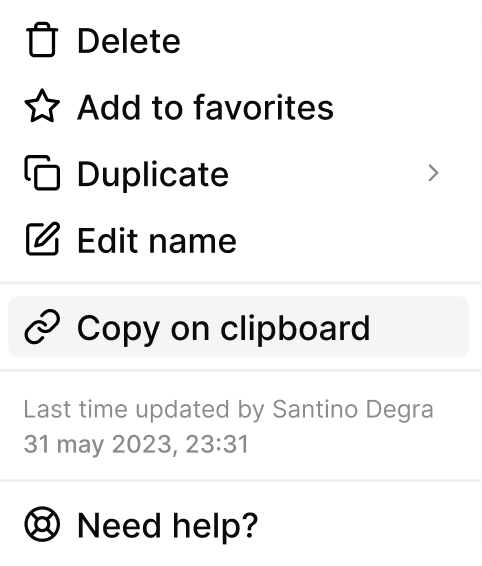 Delete
Add to favorites
Duplicate
Edit name
Copy on clipboard
Last time updated by Santino Degra
31 may 2023, 23:31
Need help?